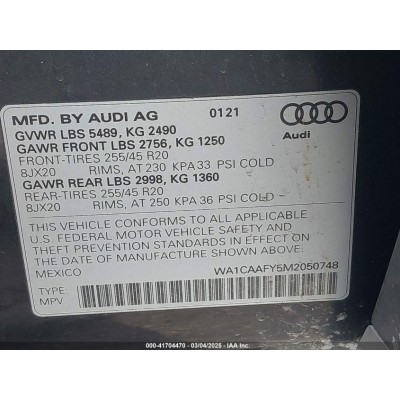 MFD. BY AUDI AG 0121
GVWR LBS 5489, KG 2490
GAWR FRONT LBS 2756, KG 1250
FRONT-TIRES 255/45 R20
8JX20 RIMS, AT 230 KPA 33 PSI COLD
GAWR REAR LBS 2998, KG 1360
REAR-TIRES 255/45 R20
8JX20 RIMS, AT 250 KPA 36 PSI COLD
Audi
THIS VEHICLE CONFORMS TO ALL APPLICABLE
U.S. FEDERAL MOTOR VEHICLE SAFETY AND
THEFT PREVENTION STANDARDS IN EFFECT ON
THE DATE OF MANUFACTURE SHOWN ABOVE.
MEXICO WA1CAAFY5M2050748
TYPE:
MPV
000-41704470 - 03/04/2025 - IAA Inc.